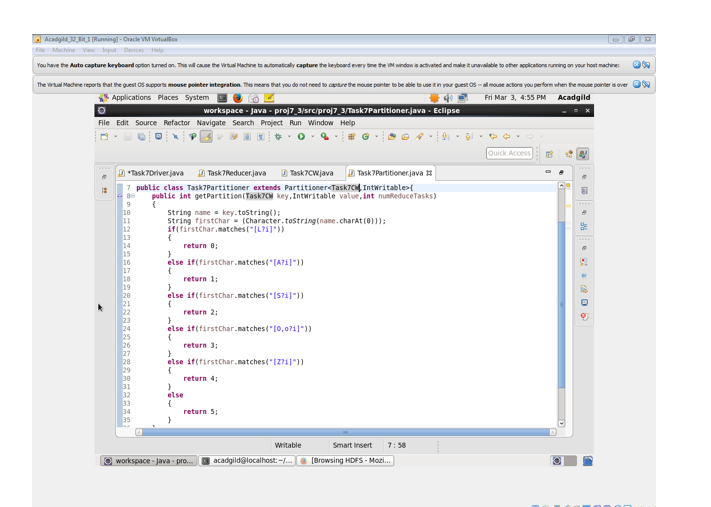 Acadgild_32_Bit_1 [Running] - Oracle VM VirtualBox
File Machine View Input Devices Help
You have the Auto capture keyboard option turned on. This will cause the Virtual Machine to automatically capture the keyboard every time the VM window is activated and make it unavailable to other applications running on your host machine:
The Virtual Machine reports that the guest OS supports mouse pointer integration. This means that you do not need to capture the mouse pointer to be able to use it in your guest OS -- all mouse actions you perform when the mouse pointer is over
Applications Places System Fri Mar 3, 4:55 PM Acadgild
workspace - Java - proj7_3/src/proj7_3/Task7Partitioner.java - Eclipse
File Edit Source Refactor Navigate Search Project Run Window Help
Quick Access
*Task7Driver.java Task7Reducer.java Task7CW.java Task7Partitioner.java
7 public class Task7Partitioner extends Partitioner<Task7CW,IntWritable>{
8 public int getPartition(Task7CW key,IntWritable value,int numReduceTasks)
9 {
10 String name = key.toString();
11 String firstChar = (Character.toString(name.charAt(0)));
12 if(firstChar.matches("[L?i]"))
13 {
14 return 0;
15 }
16 else if(firstChar.matches("[A?i]"))
17 {
18 return 1;
19 }
20 else if(firstChar.matches("[S?i]"))
21 {
22 return 2;
23 }
24 else if(firstChar.matches("[O,o?i]"))
25 {
26 return 3;
27 }
28 else if(firstChar.matches("[Z?i]"))
29 {
30 return 4;
31 }
32 else
33 {
34 return 5;
35 }
Writable Smart Insert 7 : 58
workspace - Java - pro... acadgild@localhost:~/... [Browsing HDFS - Mozi...